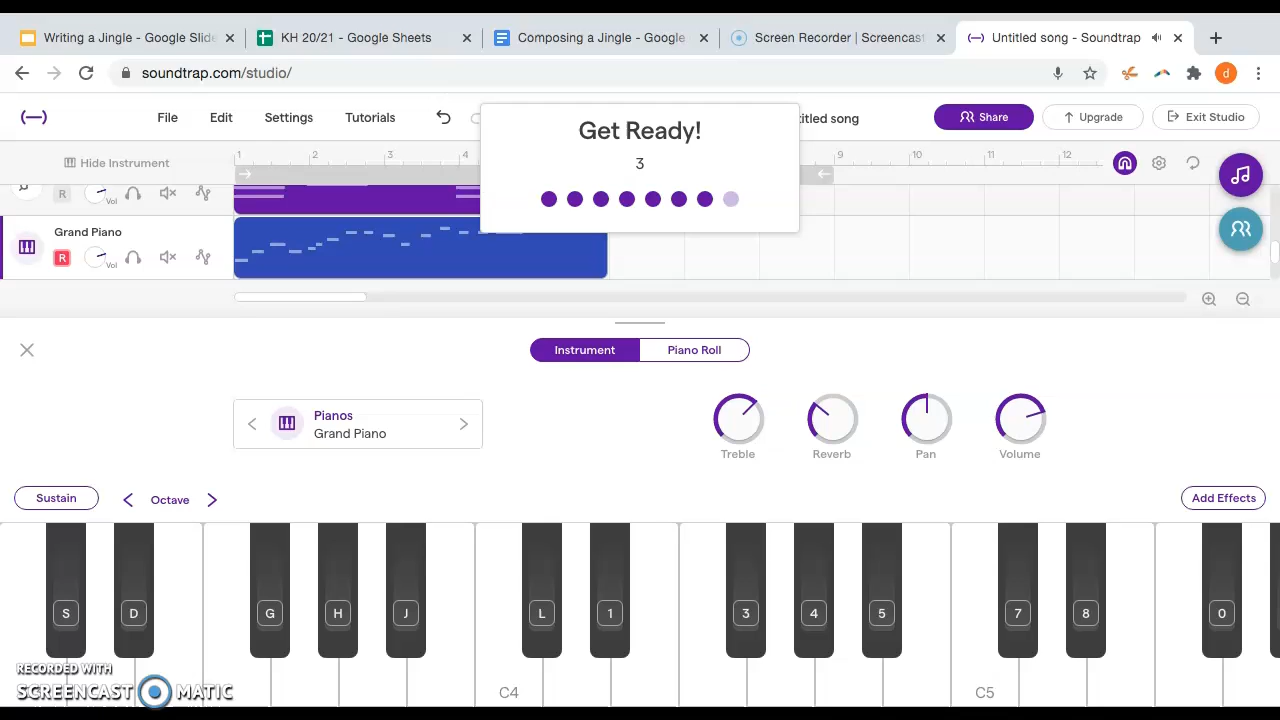 Writing a Jingle - Google Slide
KH 20/21 - Google Sheets
Composing a Jingle - Google
Screen Recorder | Screencast
Untitled song - Soundtrap
soundtrap.com/studio/
d
File Edit Settings Tutorials
titled song
Share
Upgrade
Exit Studio
Get Ready!
3
Hide Instrument
1 2 3 4 9 10 11 12
R Vol
Grand Piano
R Vol
Instrument Piano Roll
Pianos
Grand Piano
Treble Reverb Pan Volume
Sustain Octave Add Effects
S D G H J L 1 3 4 5 7 8 0
C4 C5
RECORDED WITH
SCREENCAST MATIC